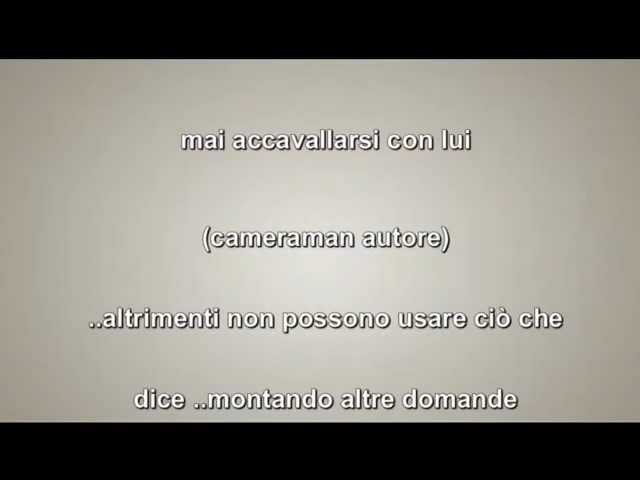 mai accavallarsi con lui
(cameraman autore)
..altrimenti non possono usare ciò che
dice ..montando altre domande